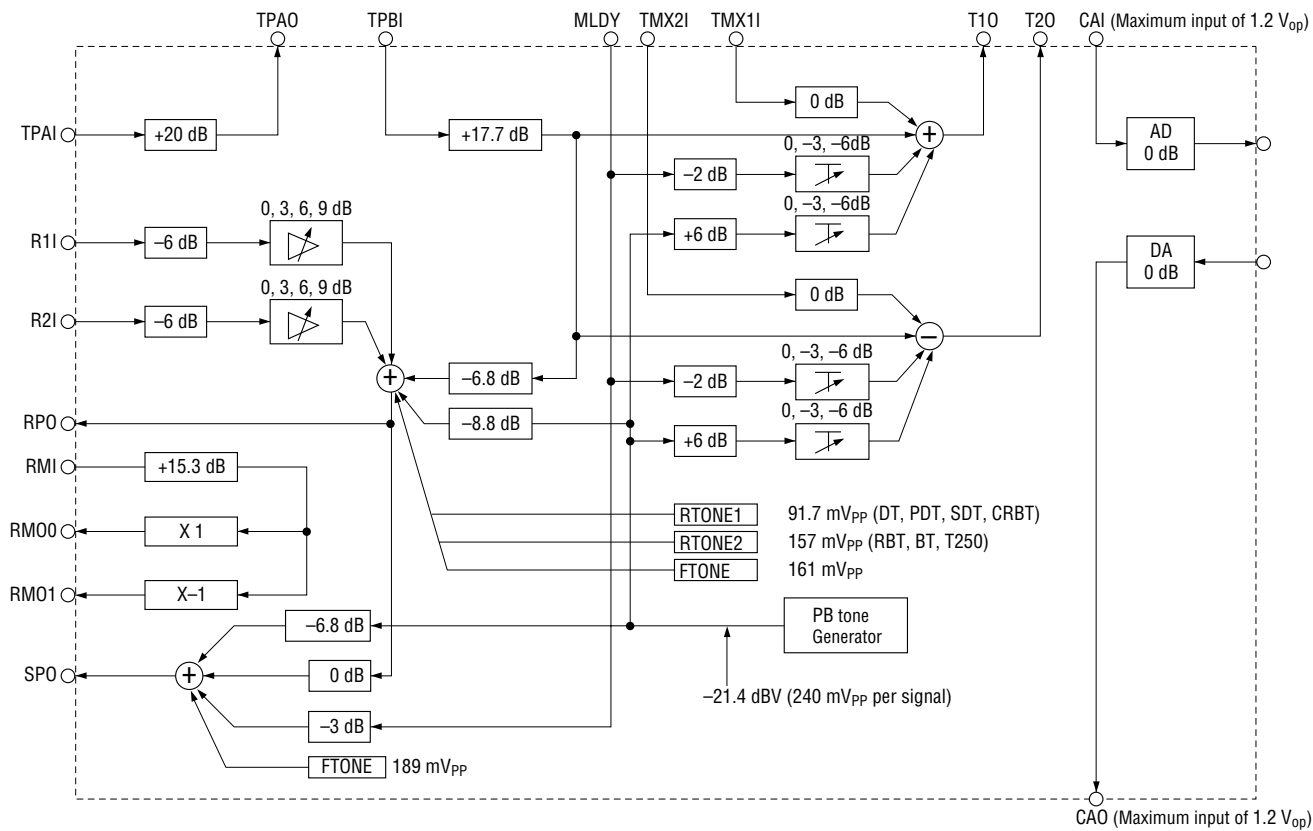 TPAO TPBI MLDY TMX2I TMX1I T1O T2O CAI (Maximum input of 1.2 Vop)
0 dB
TPAI +20 dB +17.7 dB + AD 0 dB
0, –3, –6dB
–2 dB
0, 3, 6, 9 dB 0, –3, –6dB
R1I –6 dB +6 dB DA 0 dB
0, 3, 6, 9 dB 0 dB
R2I –6 dB –
0, –3, –6 dB
+ –6.8 dB –2 dB
0, –3, –6 dB
RPO –8.8 dB +6 dB
RMI +15.3 dB
RTONE1 91.7 mVPP (DT, PDT, SDT, CRBT)
RMO0 X 1 RTONE2 157 mVPP (RBT, BT, T250)
FTONE 161 mVPP
RMO1 X–1
–6.8 dB PB tone
Generator
SPO + 0 dB
–21.4 dBV (240 mVPP per signal)
–3 dB
FTONE 189 mVPP
CAO (Maximum input of 1.2 Vop)